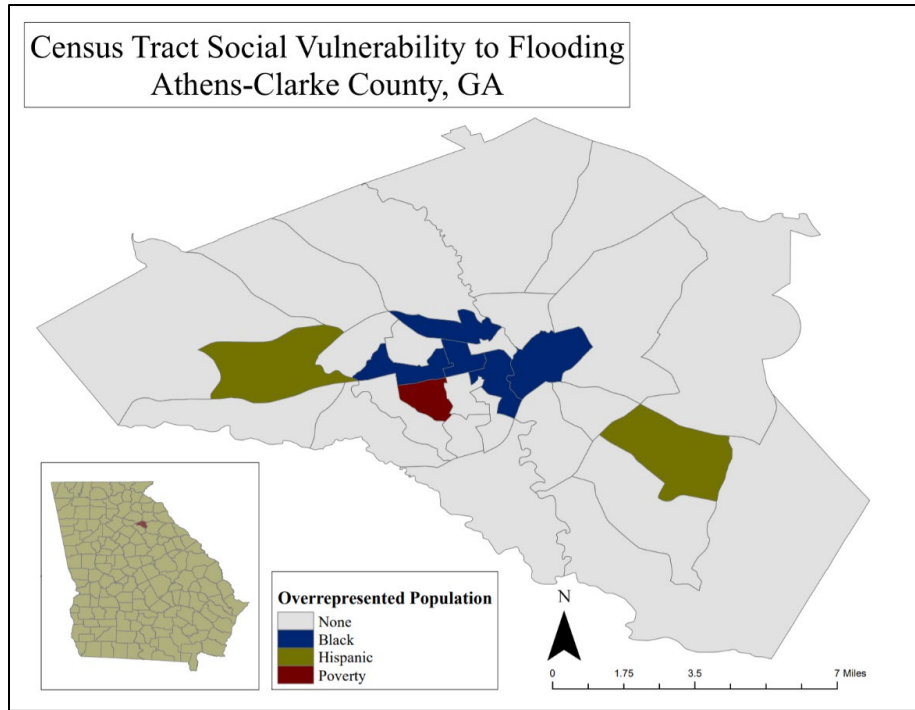 Census Tract Social Vulnerability to Flooding
Athens-Clarke County, GA
Overrepresented Population
None
Black
Hispanic
Poverty
N
0 1.75 3.5 7 Miles